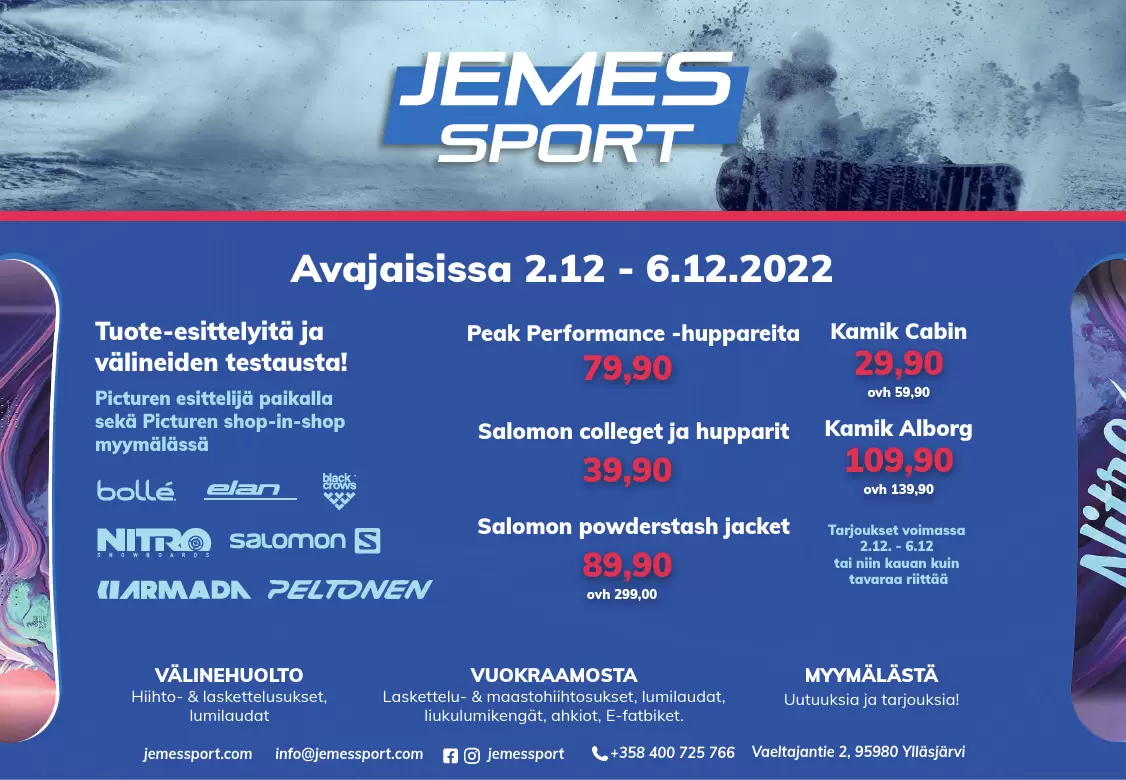 JEMES
SPORT
Avajaisissa 2.12 - 6.12.2022
Tuote-esittelyitä ja
välineiden testausta!
Picturen esittelijä paikalla
sekä Picturen shop-in-shop
myymälässä
bollé elan black crows
NITRO SNOWBOARDS salomon S
ARMADA PELTONEN
Peak Performance -huppareita
79,90
Salomon colleget ja hupparit
39,90
Salomon powderstash jacket
89,90
ovh 299,00
Kamik Cabin
29,90
ovh 59,90
Kamik Alborg
109,90
ovh 139,90
Tarjoukset voimassa
2.12. - 6.12
tai niin kauan kuin
tavaraa riittää
Nitro
VÄLINEHUOLTO
Hiihto- & laskettelusukset,
lumilaudat
VUOKRAAMOSTA
Laskettelu- & maastohiihtosukset, lumilaudat,
liukulumikengät, ahkiot, E-fatbiket.
MYYMÄLÄSTÄ
Uutuuksia ja tarjouksia!
jemessport.com info@jemessport.com jemessport +358 400 725 766 Vaeltajantie 2, 95980 Ylläsjärvi